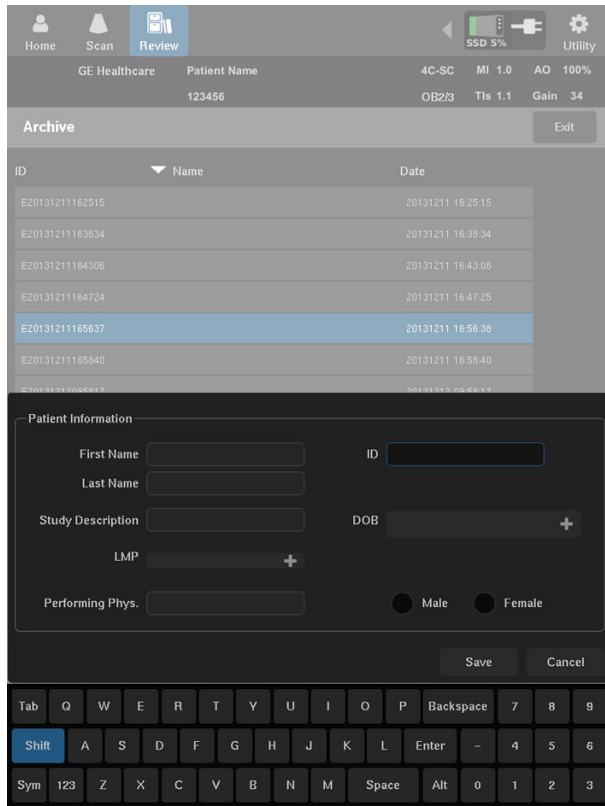 Home Scan Review SSD 5% Utility
GE Healthcare Patient Name 4C-SC MI 1.0 AO 100%
123456 OB2/3 TIs 1.1 Gain 34
Archive Exit
ID Name Date
E20131211162515 20131211 16:25:15
E20131211163834 20131211 16:38:34
E20131211164306 20131211 16:43:06
E20131211164724 20131211 16:47:25
E20131211165637 20131211 16:56:38
E20131211165840 20131211 16:58:40
E20131212095817 20131212 09:58:17
Patient Information
First Name ID
Last Name
Study Description DOB +
LMP +
Performing Phys. Male Female
Save Cancel
Tab Q W E R T Y U I O P Backspace 7 8 9
Shift A S D F G H J K L Enter - 4 5 6
Sym 123 Z X C V B N M Space Alt 0 1 2 3